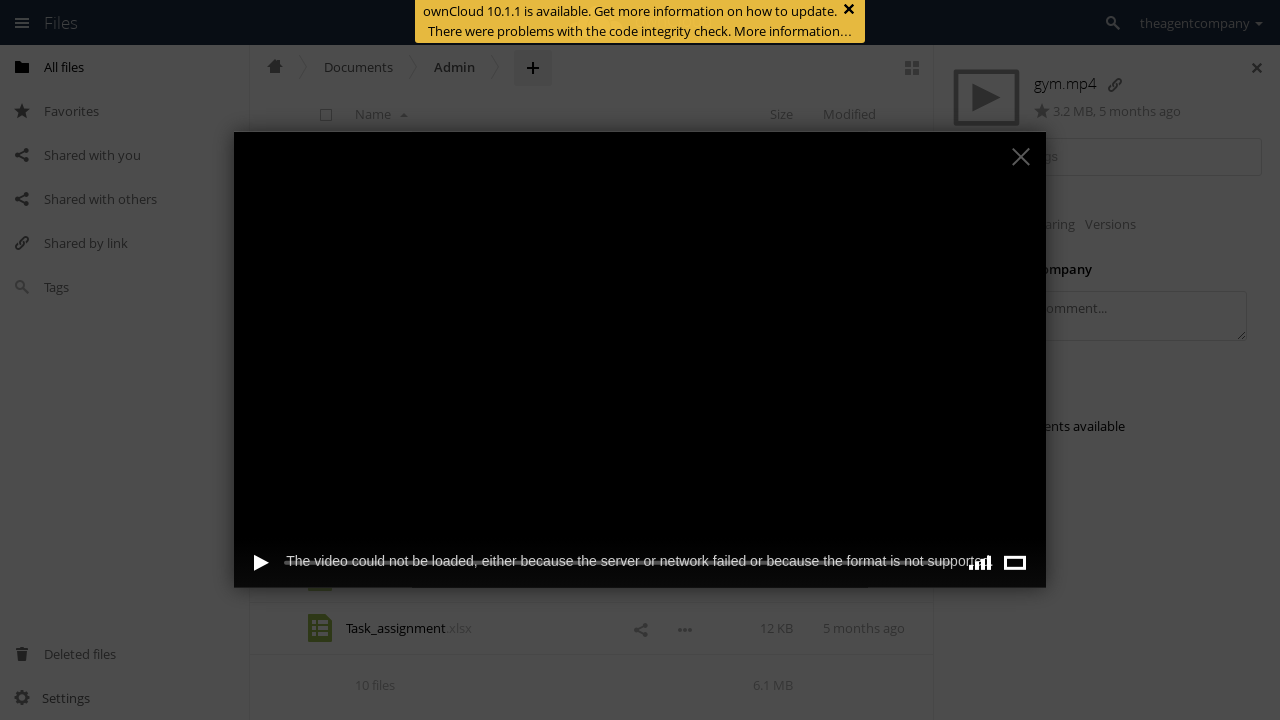 ownCloud 10.1.1 is available. Get more information on how to update.
There were problems with the code integrity check. More information…
Files
theagentcompany
All files
Favorites
Shared with you
Shared with others
Shared by link
Tags
Deleted files
Settings
Documents
Admin
Name
Size
Modified
gym.mp4
3.2 MB, 5 months ago
gs
aring
Versions
ompany
omment...
ents available
The video could not be loaded, either because the server or network failed or because the format is not supported.
Task_assignment.xlsx
12 KB
5 months ago
10 files
6.1 MB